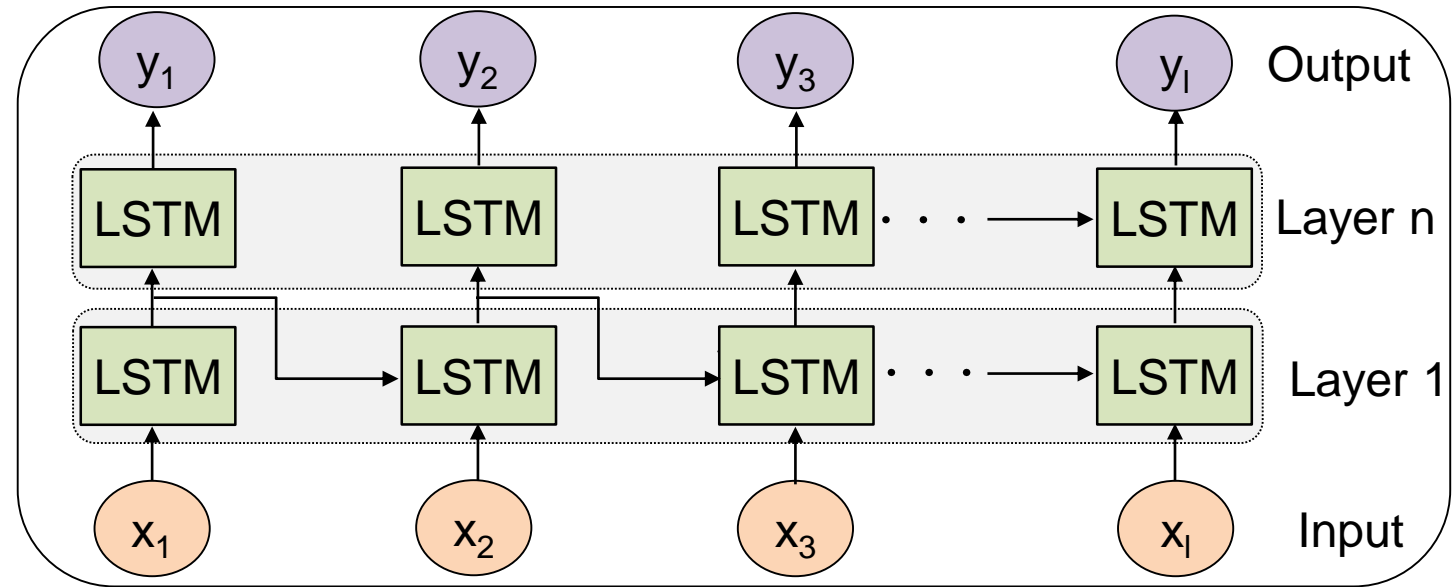 y₁ y₂ y₃ yₗ Output
LSTM LSTM LSTM · · · LSTM Layer n
LSTM LSTM LSTM · · · LSTM Layer 1
x₁ x₂ x₃ xₗ Input